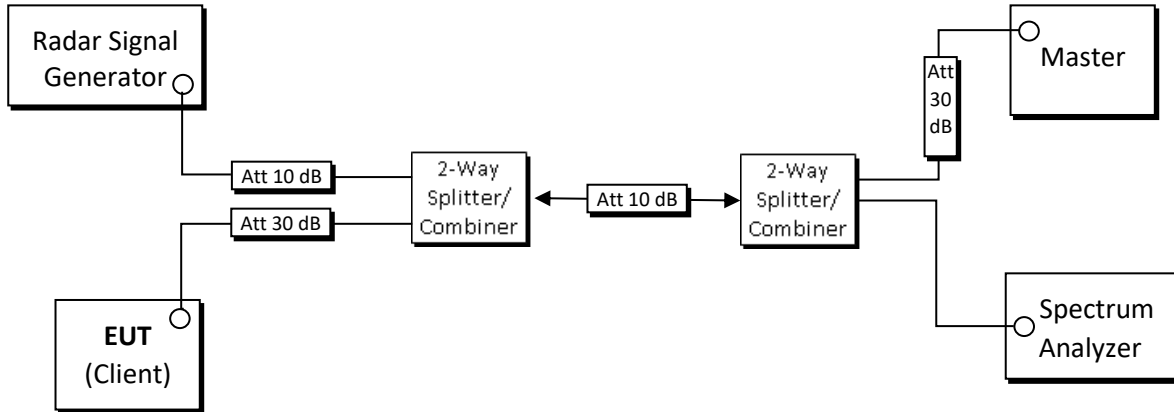 Radar Signal
Generator
Att 10 dB
2-Way
Splitter/
Combiner
Att 30 dB
EUT
(Client)
Att 10 dB
2-Way
Splitter/
Combiner
Att
30
dB
Master
Spectrum
Analyzer